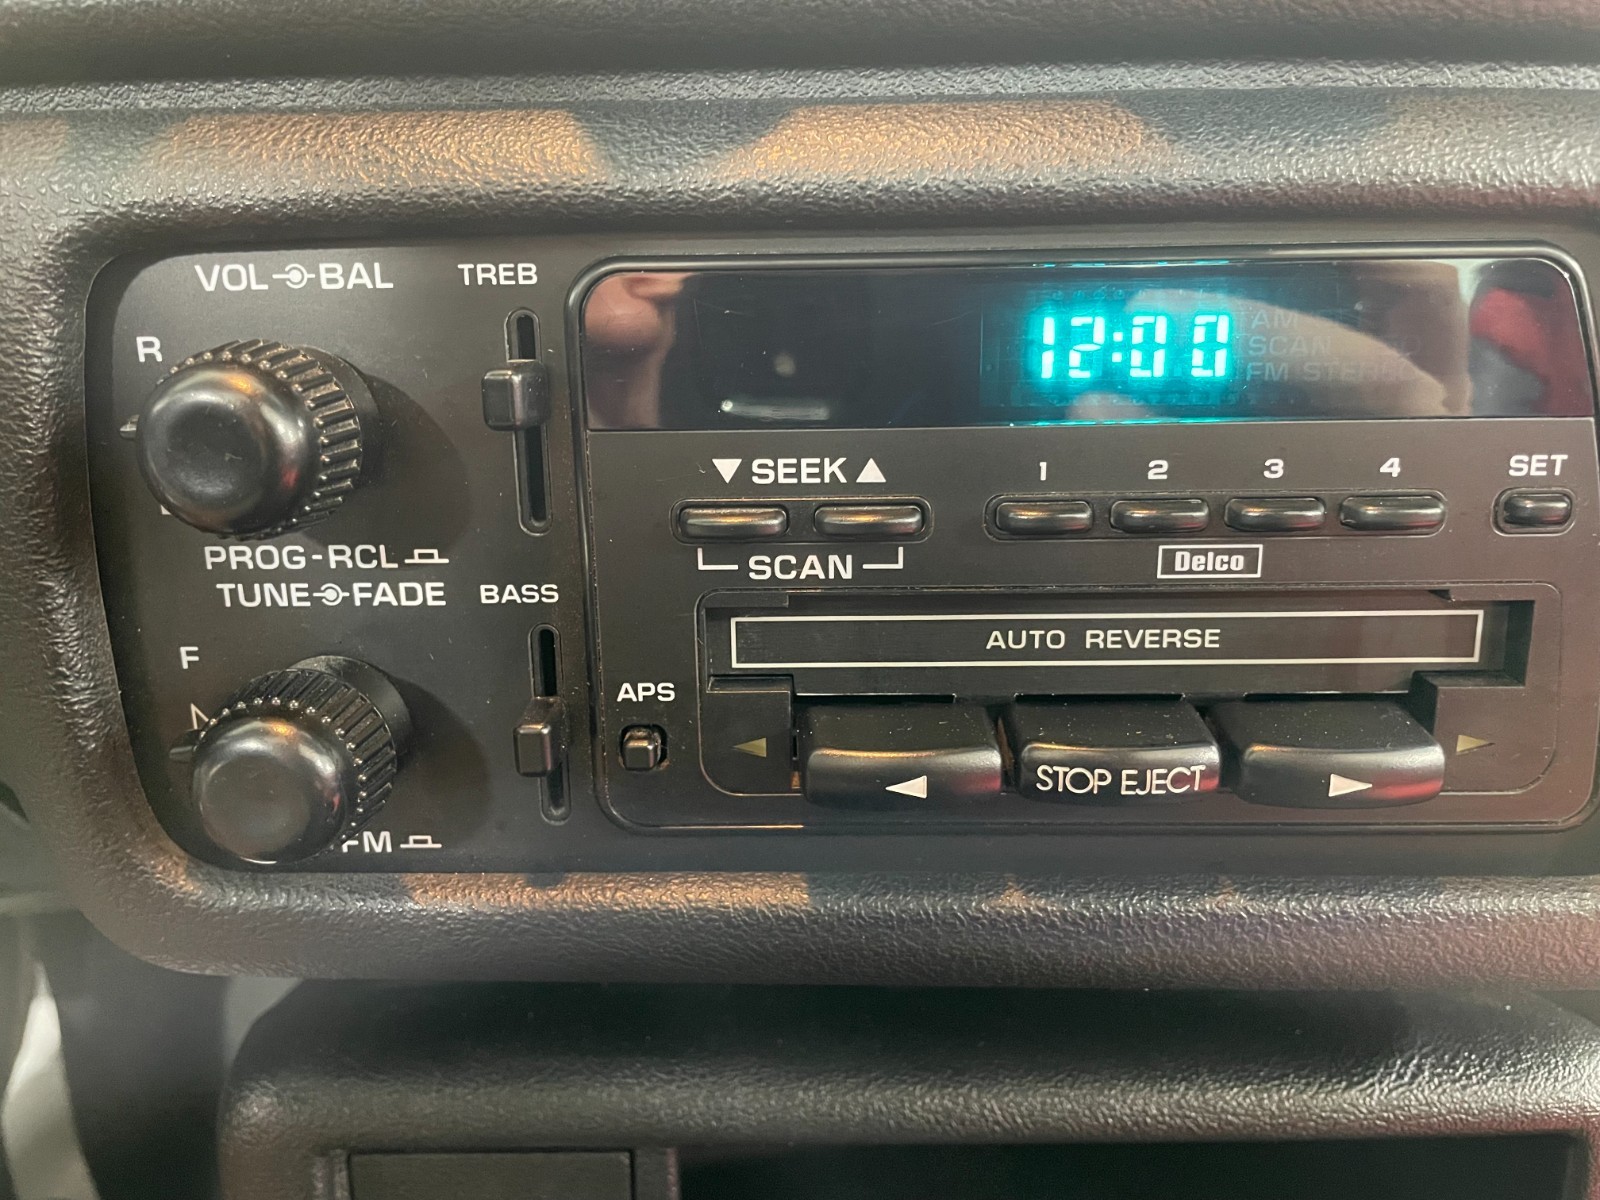 VOL BAL
TREB
R
12:00
AM
SCAN
FM STEREO
▼ SEEK ▲
1 2 3 4 SET
SCAN
Delco
PROG-RCL
TUNE FADE
BASS
AUTO REVERSE
F
APS
STOP EJECT
FM